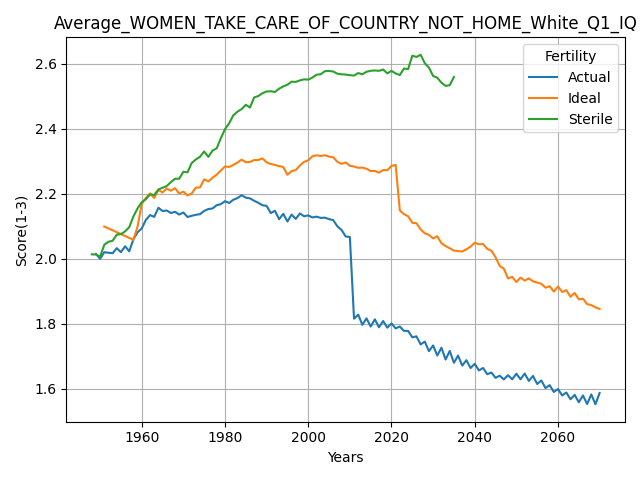 Average_WOMEN_TAKE_CARE_OF_COUNTRY_NOT_HOME_White_Q1_IQ
Fertility
Actual
Ideal
Sterile
Score(1-3)
2.6
2.4
2.2
2.0
1.8
1.6
1960 1980 2000 2020 2040 2060
Years